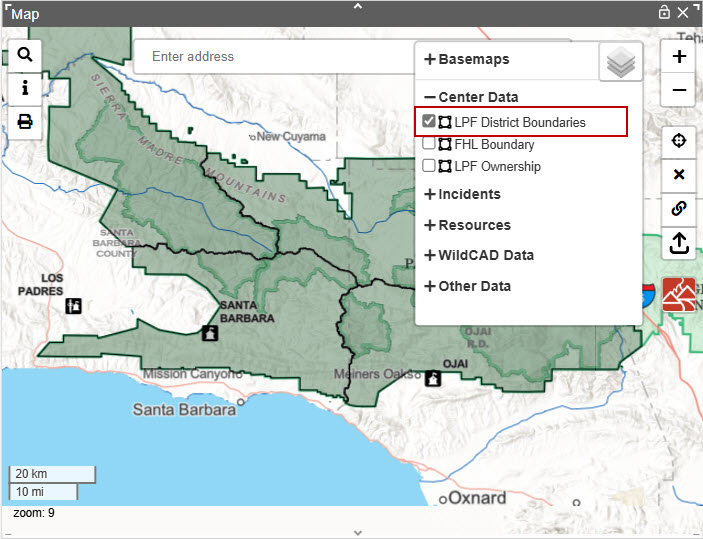 Map
Teha
Enter address
Basemaps
Center Data
LPF District Boundaries
FHL Boundary
LPF Ownership
Incidents
Resources
WildCAD Data
Other Data
SIERRA MADRE MOUNTAINS
New Cuyama
SANTA
BARBARA
COUNTY
LOS
PADRES
SANTA
BARBARA
OJAI
R.D.
Mission Canyon
Meiners Oaks
OJAI
Santa Barbara
Oxnard
20 km
10 mi
zoom: 9